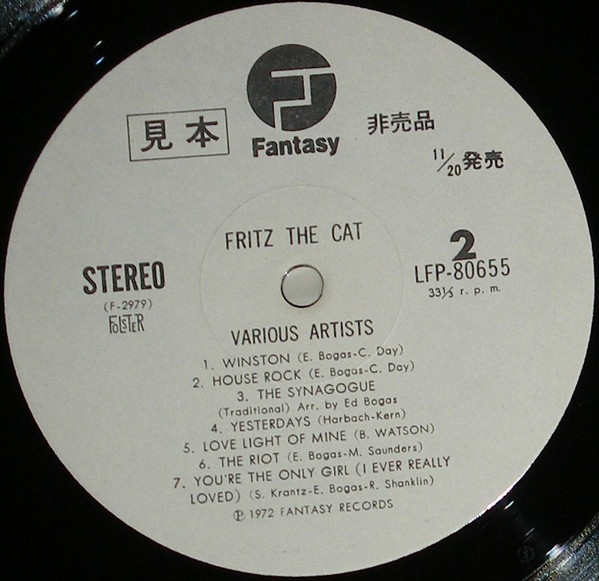 見本
Fantasy
非売品
11/20発売
FRITZ THE CAT
STEREO
(F-2979)
FOLSTER
2
LFP-80655
33⅓ r. p. m.
VARIOUS ARTISTS
1. WINSTON (E. Bogas-C. Day)
2. HOUSE ROCK (E. Bogas-C. Day)
3. THE SYNAGOGUE
(Traditional) Arr. by Ed Bogas
4. YESTERDAYS (Harbach-Kern)
5. LOVE LIGHT OF MINE (B. WATSON)
6. THE RIOT (E. Bogas-M. Saunders)
7. YOU'RE THE ONLY GIRL (I EVER REALLY
LOVED) (S. Krantz-E. Bogas-R. Shanklin)
Ⓟ 1972 FANTASY RECORDS